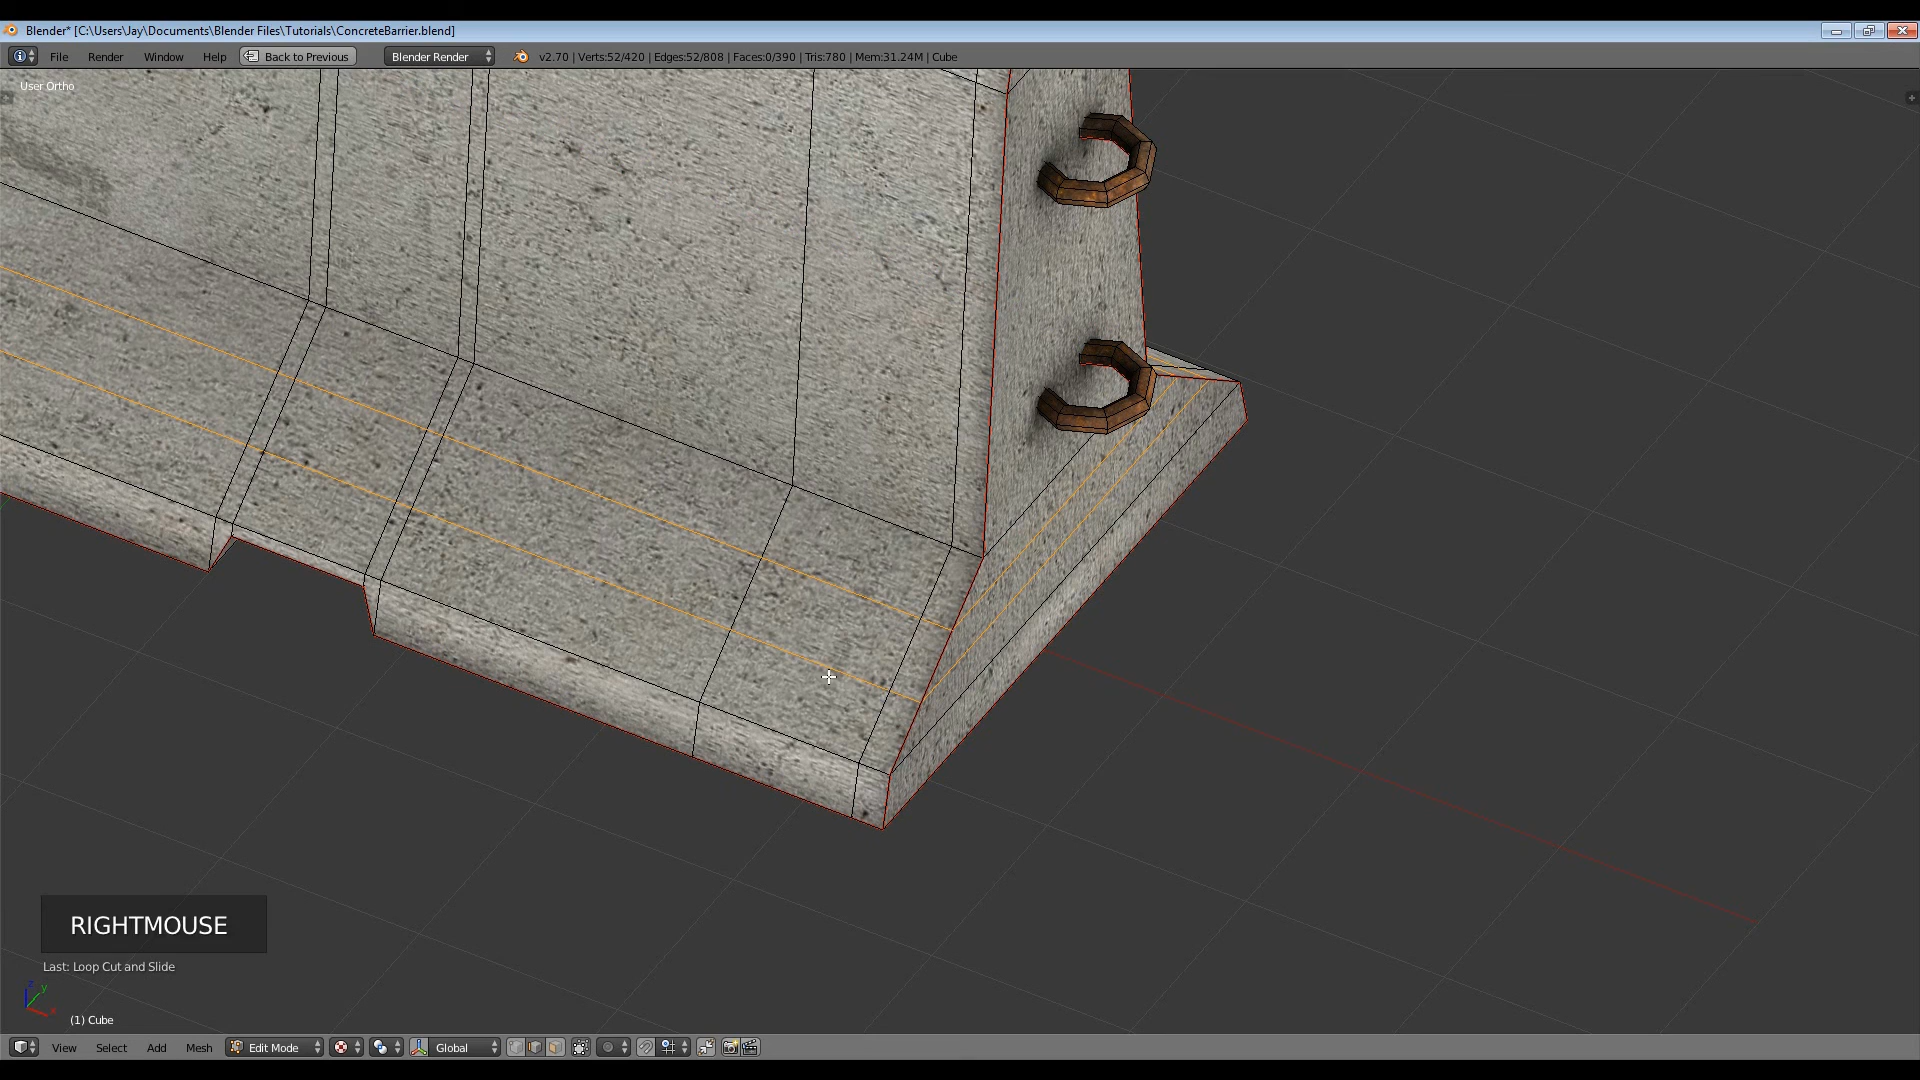 Blender* [C:\Users\Jay\Documents\Blender Files\Tutorials\ConcreteBarrier.blend]
File Render Window Help Back to Previous Blender Render v2.70 | Verts:52/420 | Edges:52/808 | Faces:0/390 | Tris:780 | Mem:31.24M | Cube
User Ortho
RIGHTMOUSE
Last: Loop Cut and Slide
z y x
(1) Cube
View Select Add Mesh Edit Mode Global